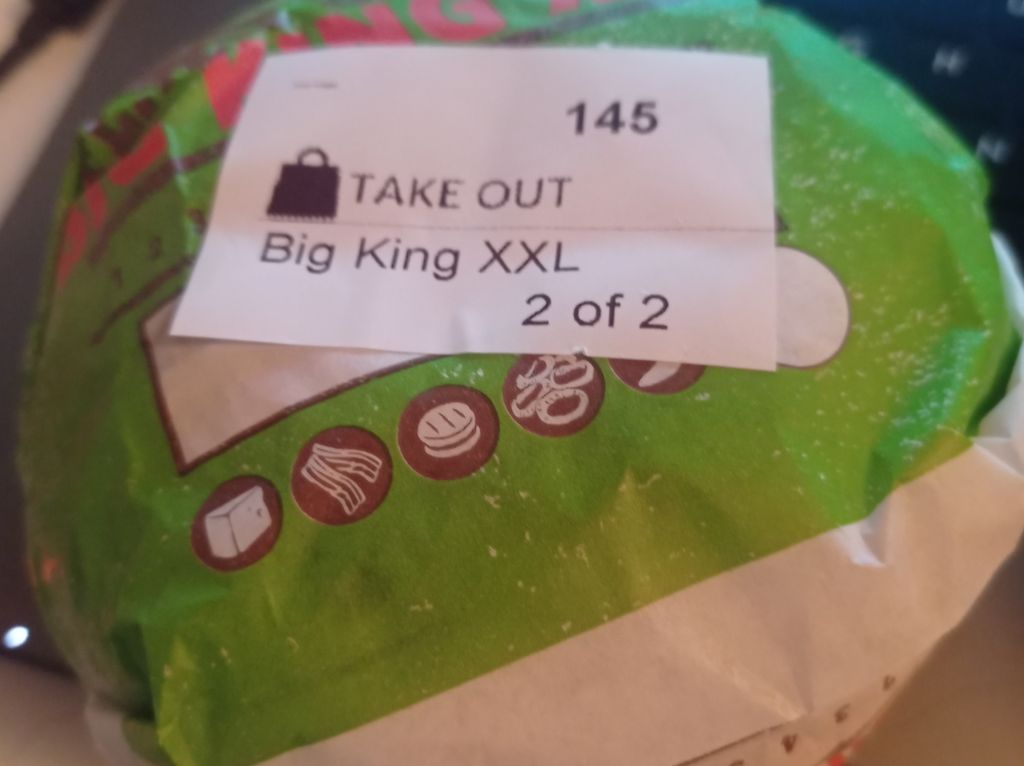 145
TAKE OUT
Big King XXL
2 of 2